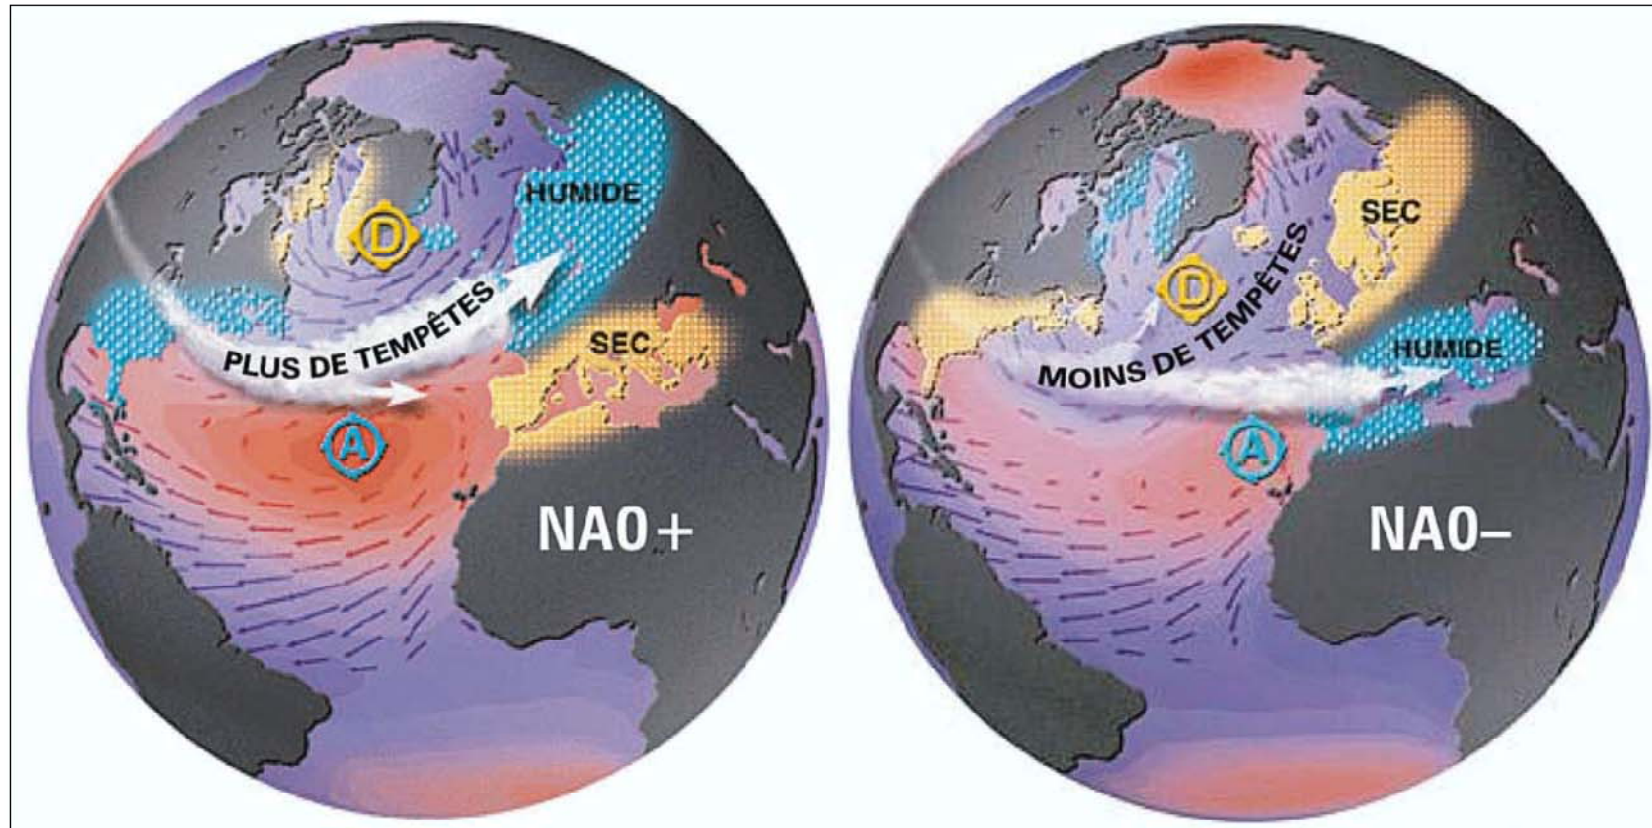 HUMIDE
D
PLUS DE TEMPÊTES
SEC
A
NAO+
SEC
D
MOINS DE TEMPÊTES
HUMIDE
A
NAO–